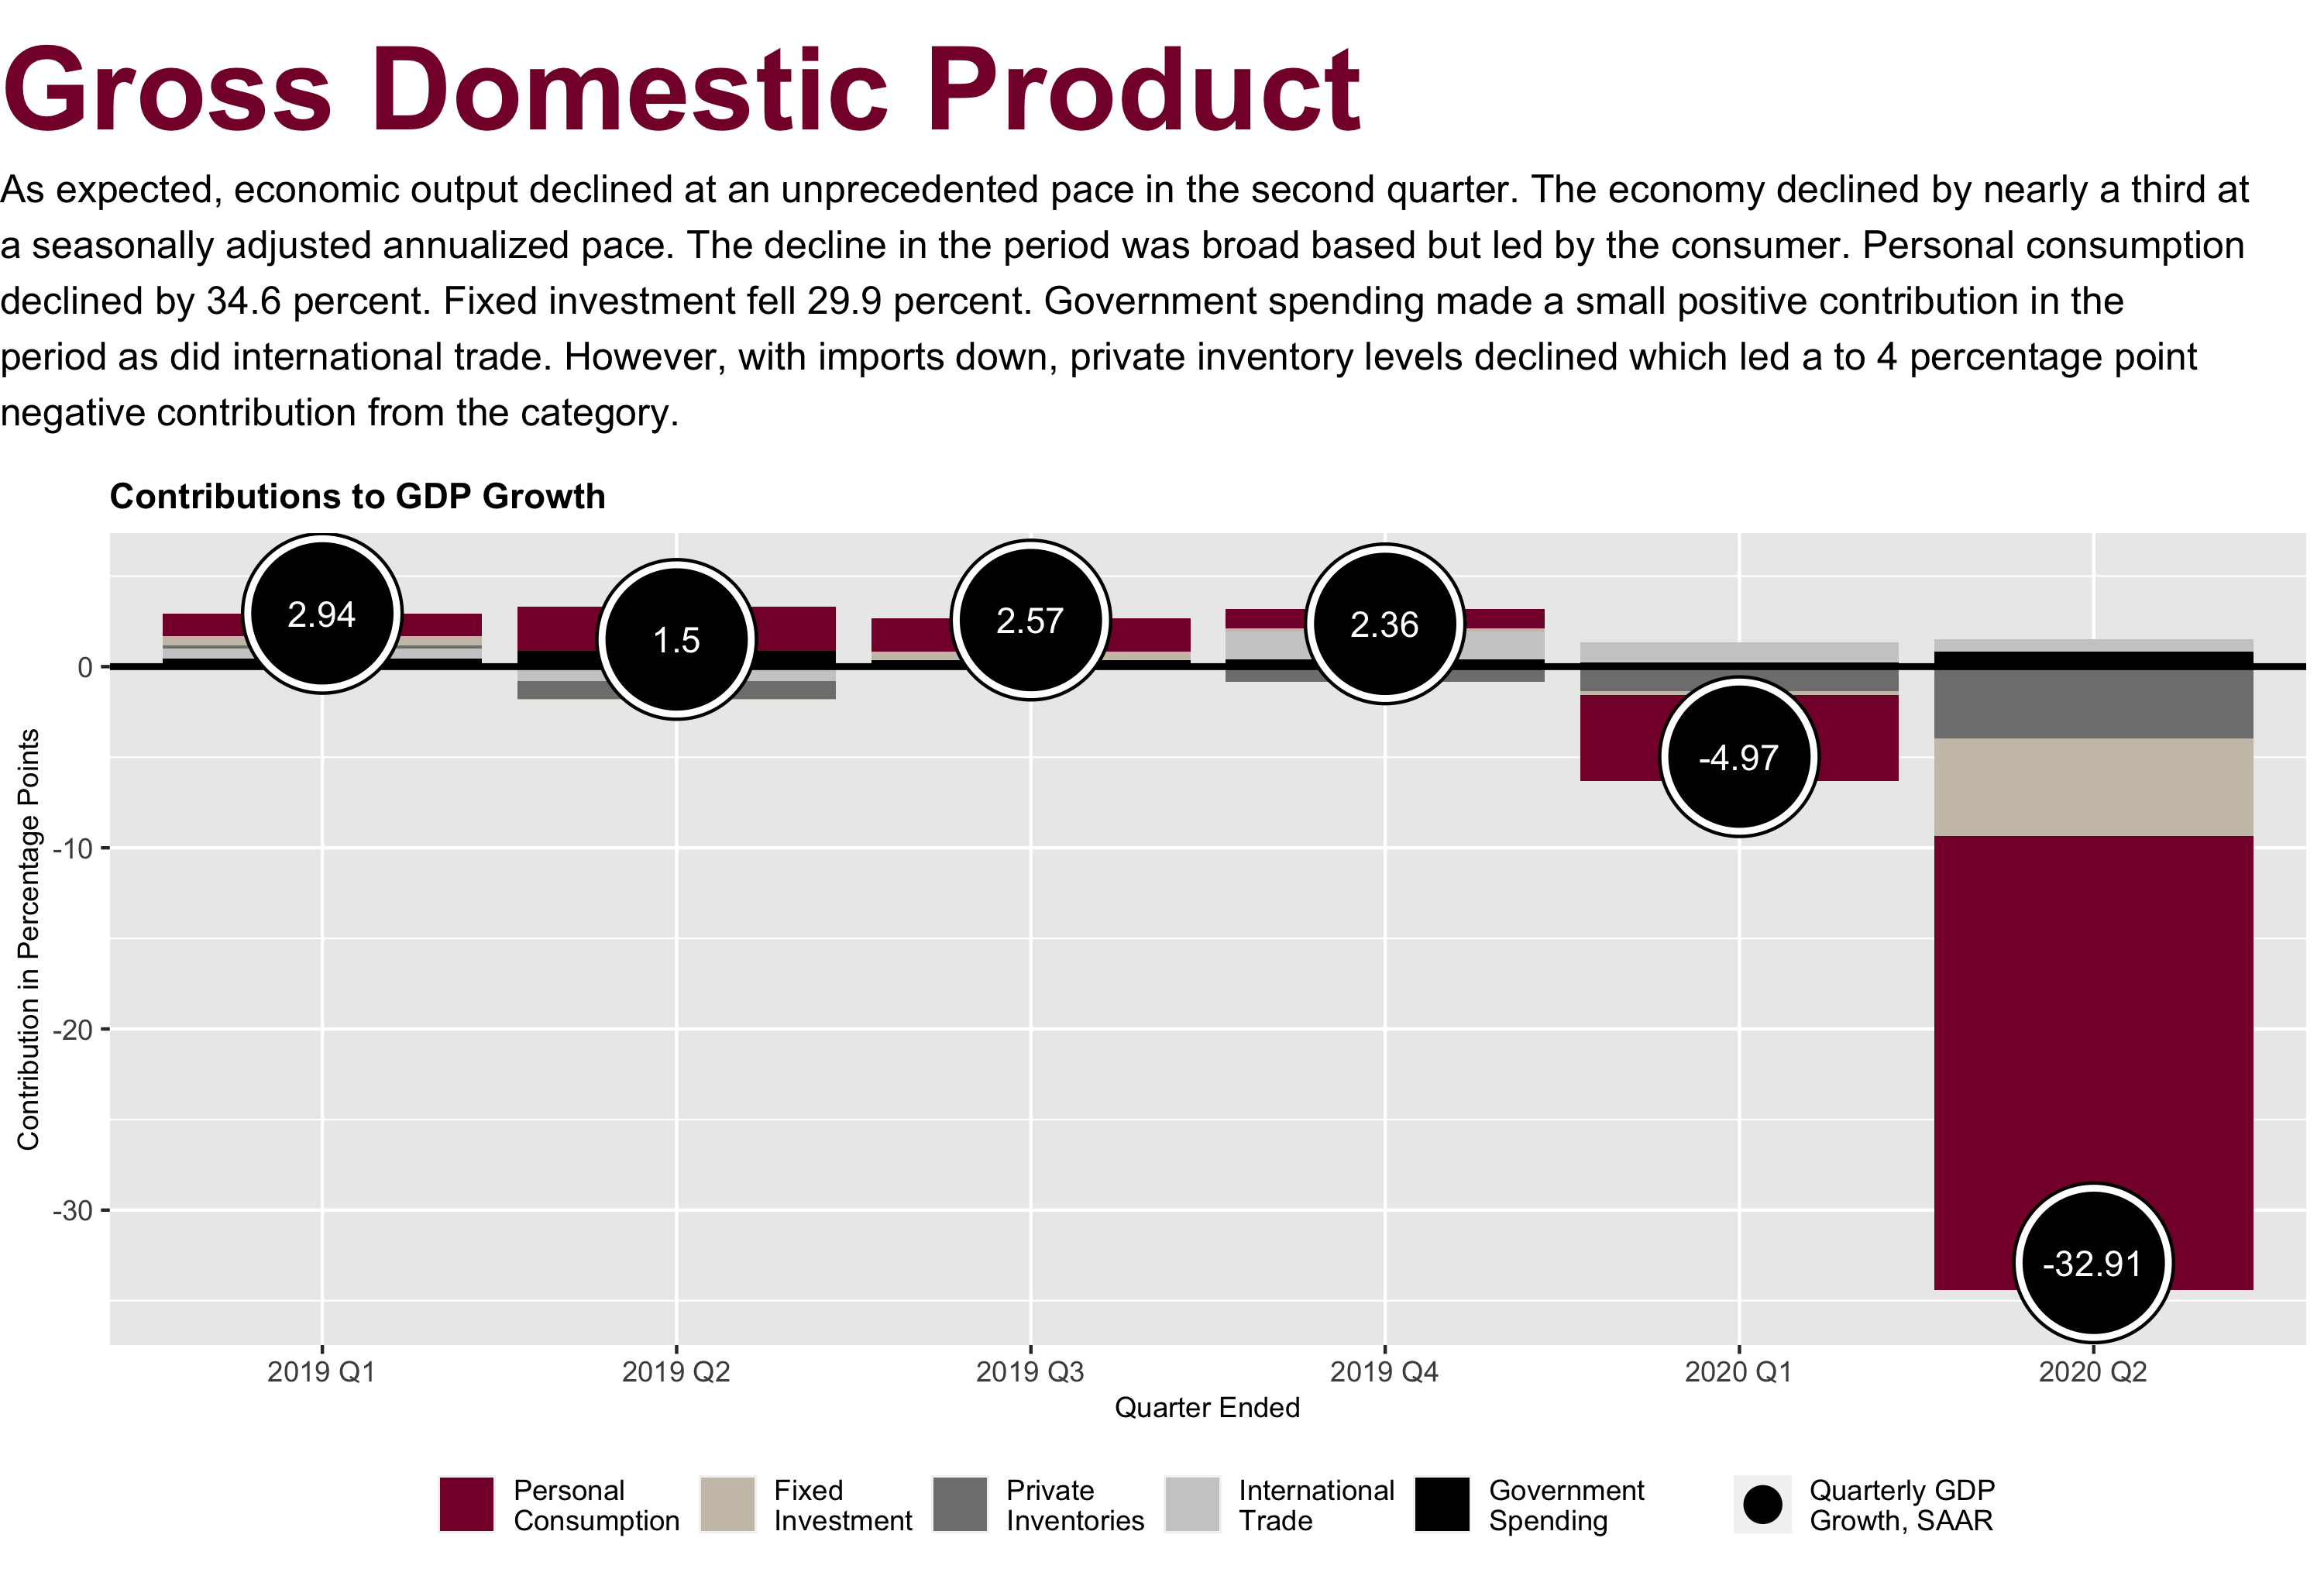 Gross Domestic Product
As expected, economic output declined at an unprecedented pace in the second quarter. The economy declined by nearly a third at
a seasonally adjusted annualized pace. The decline in the period was broad based but led by the consumer. Personal consumption
declined by 34.6 percent. Fixed investment fell 29.9 percent. Government spending made a small positive contribution in the
period as did international trade. However, with imports down, private inventory levels declined which led a to 4 percentage point
negative contribution from the category.
Contributions to GDP Growth
Contribution in Percentage Points
0
-10
-20
-30
2.94
1.5
2.57
2.36
-4.97
-32.91
2019 Q1
2019 Q2
2019 Q3
2019 Q4
2020 Q1
2020 Q2
Quarter Ended
Personal
Consumption
Fixed
Investment
Private
Inventories
International
Trade
Government
Spending
Quarterly GDP
Growth, SAAR